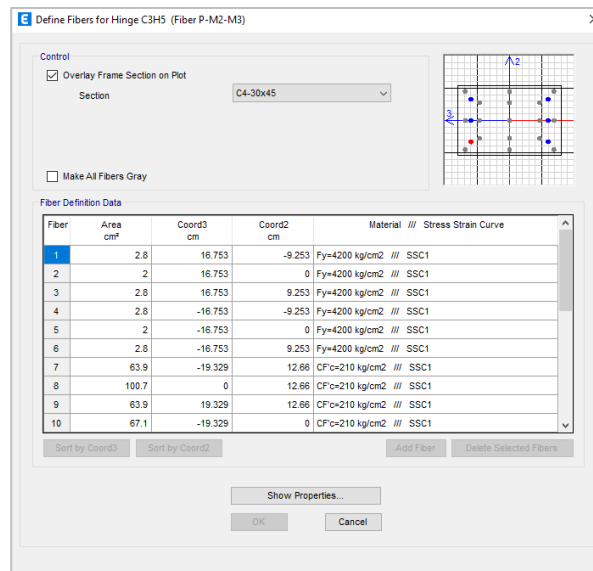 E Define Fibers for Hinge C3H5 (Fiber P-M2-M3)
Control
Overlay Frame Section on Plot
Section C4-30x45
Make All Fibers Gray
2
3
Fiber Definition Data
Fiber Area Coord3 Coord2 Material /// Stress Strain Curve
cm² cm cm
1 2.8 16.753 -9.253 Fy=4200 kg/cm2 /// SSC1
2 2 16.753 0 Fy=4200 kg/cm2 /// SSC1
3 2.8 16.753 9.253 Fy=4200 kg/cm2 /// SSC1
4 2.8 -16.753 -9.253 Fy=4200 kg/cm2 /// SSC1
5 2 -16.753 0 Fy=4200 kg/cm2 /// SSC1
6 2.8 -16.753 9.253 Fy=4200 kg/cm2 /// SSC1
7 63.9 -19.329 12.66 CF'c=210 kg/cm2 /// SSC1
8 100.7 0 12.66 CF'c=210 kg/cm2 /// SSC1
9 63.9 19.329 12.66 CF'c=210 kg/cm2 /// SSC1
10 67.1 -19.329 0 CF'c=210 kg/cm2 /// SSC1
Sort by Coord3 Sort by Coord2 Add Fiber Delete Selected Fibers
Show Properties...
OK Cancel